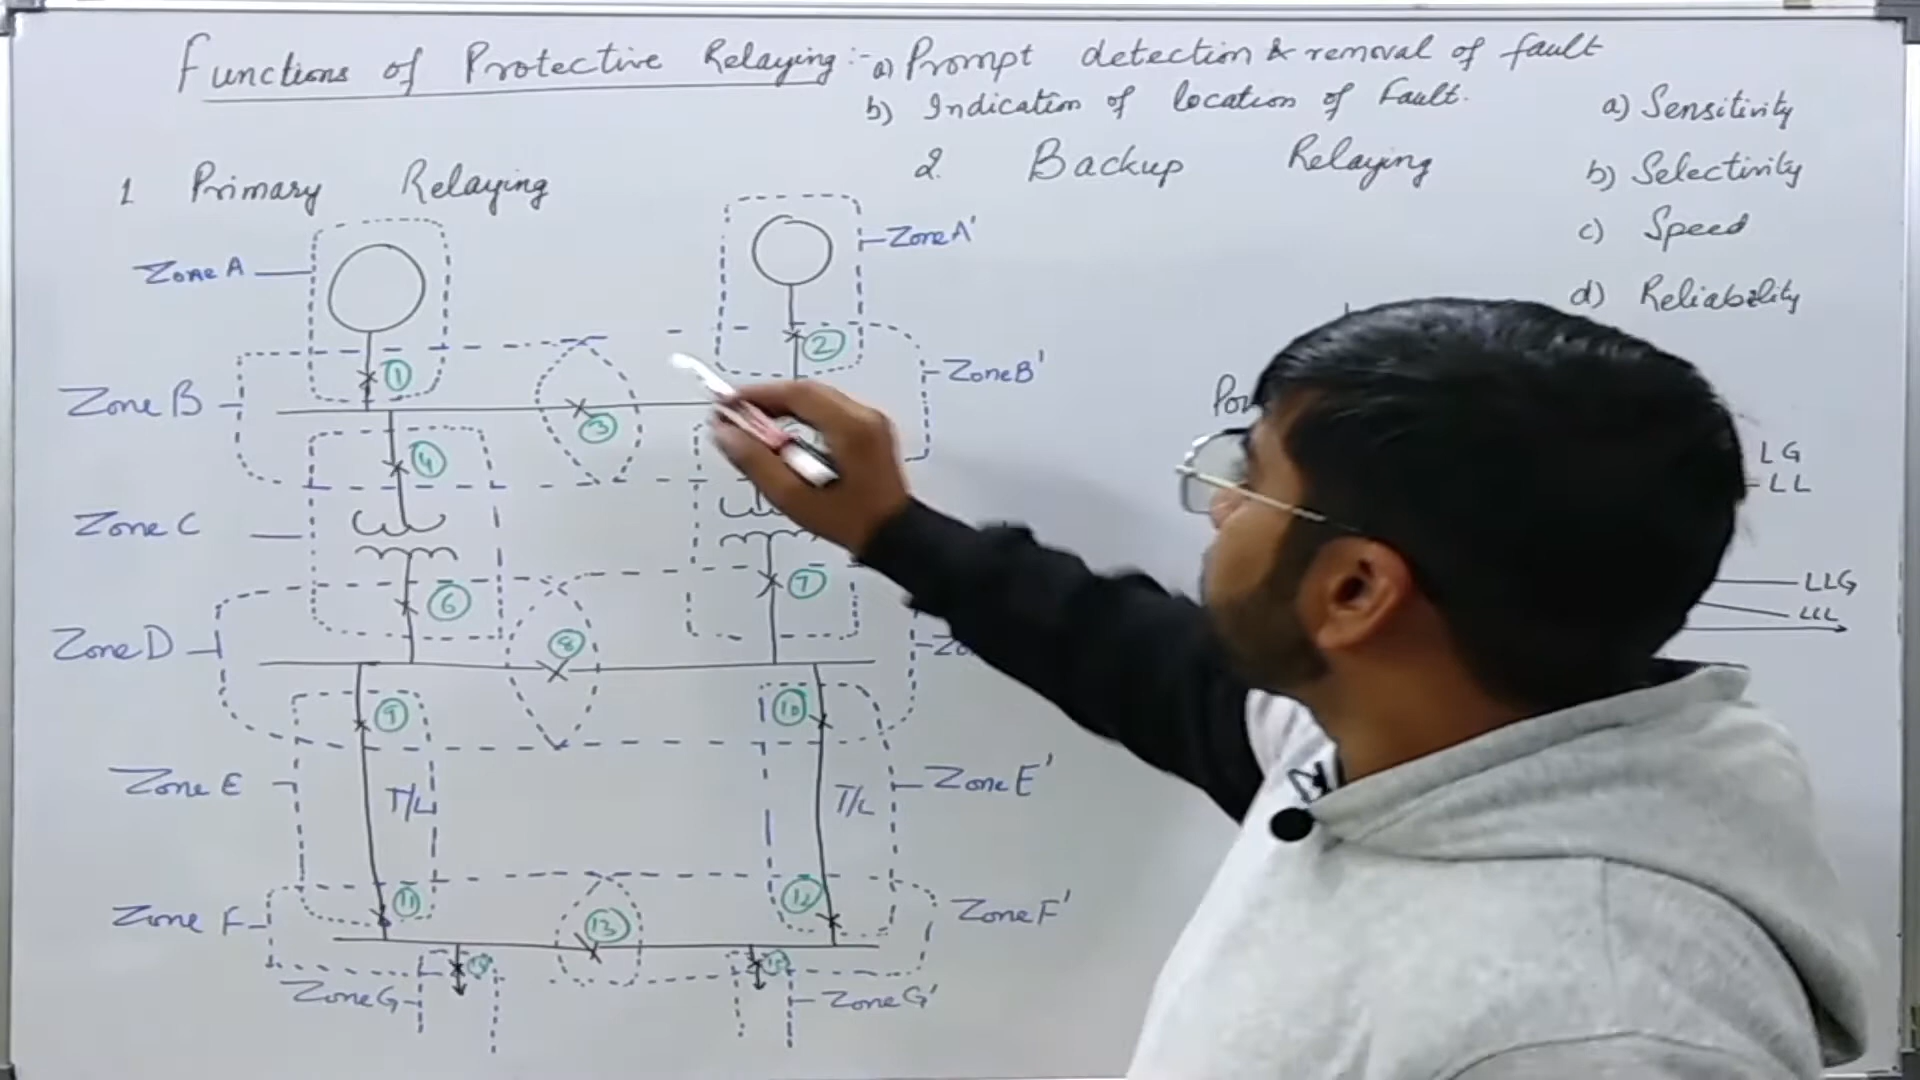 Functions of Protective Relaying :- a) Prompt detection & removal of fault
b) Indication of location of fault.
a) Sensitivity
b) Selectivity
c) Speed
d) Reliability
1 Primary Relaying
2. Backup Relaying
Zone A
Zone A'
1
2
Zone B
Zone B'
3
4
LG
LL
Zone C
6
7
LLG
LLL
Zone D
8
9
10
Zone E
T/L
T/L
Zone E'
11
12
Zone F
13
Zone F'
Zone G
Zone G'